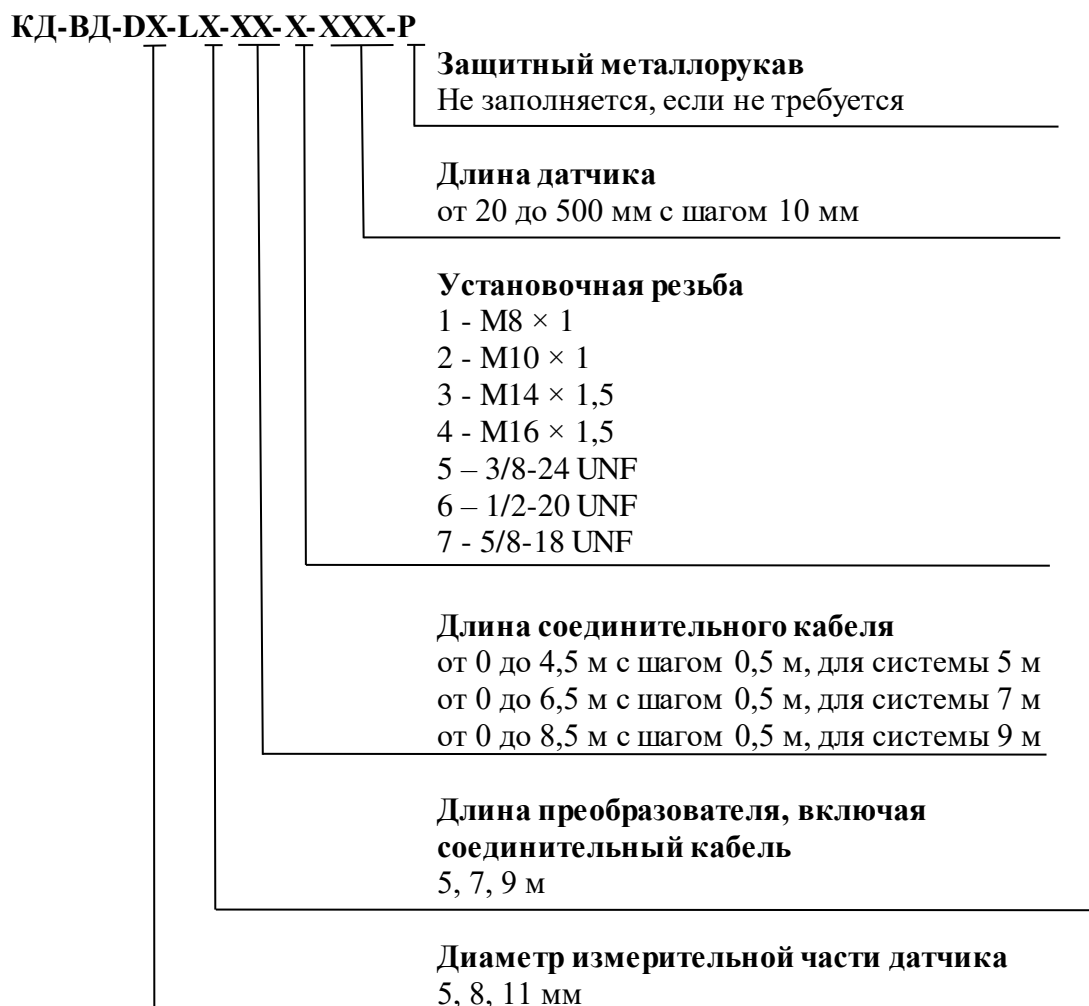 КД-ВД-DX-LX-XX-X-XXX-Р
Защитный металлорукав
Не заполняется, если не требуется
Длина датчика
от 20 до 500 мм с шагом 10 мм
Установочная резьба
1 - М8 × 1
2 - М10 × 1
3 - М14 × 1,5
4 - М16 × 1,5
5 – 3/8-24 UNF
6 – 1/2-20 UNF
7 - 5/8-18 UNF
Длина соединительного кабеля
от 0 до 4,5 м с шагом 0,5 м, для системы 5 м
от 0 до 6,5 м с шагом 0,5 м, для системы 7 м
от 0 до 8,5 м с шагом 0,5 м, для системы 9 м
Длина преобразователя, включая
соединительный кабель
5, 7, 9 м
Диаметр измерительной части датчика
5, 8, 11 мм